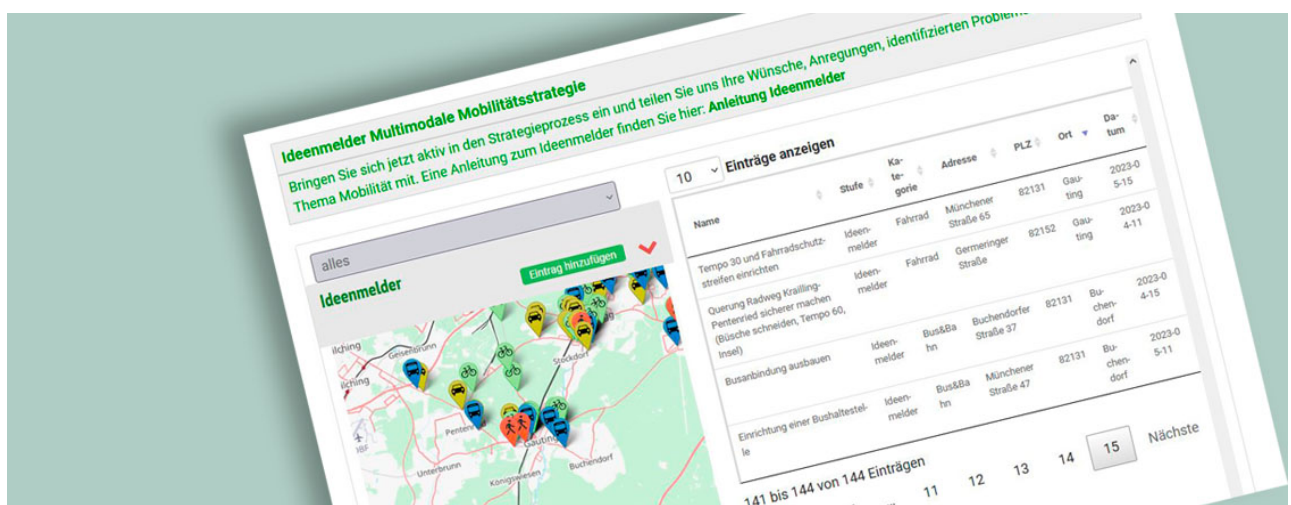 Ideenmelder Multimodale Mobilitätsstrategie
Bringen Sie sich jetzt aktiv in den Strategieprozess ein und teilen Sie uns Ihre Wünsche, Anregungen, identifizierten
Thema Mobilität mit. Eine Anleitung zum Ideenmelder finden Sie hier: Anleitung Ideenmelder
alles
Ideenmelder
Eintrag hinzufügen
ilching
Geisenbrunn
ilching
Stockdorf
Gauting
Unterbrunn
Königswiesen
Buchendorf
10 Einträge anzeigen
Name
Stufe
Ka-
te-
gorie
Adresse
PLZ
Ort
Da-
tum
Tempo 30 und Fahrradschutz-
streifen einrichten
Ideen-
melder
Fahrrad
Münchener
Straße 65
82131
Gau-
ting
2023-0
5-15
Querung Radweg Krailling-
Pentenried sicherer machen
(Büsche schneiden, Tempo 60,
Insel)
Ideen-
melder
Fahrrad
Germeringer
Straße
82152
Gau-
ting
2023-0
4-11
Busanbindung ausbauen
Ideen-
melder
Bus&Ba
hn
Buchendorfer
Straße 37
82131
Bu-
chen-
dorf
2023-0
4-15
Einrichtung einer Bushaltestel-
le
Ideen-
melder
Bus&Ba
hn
Münchener
Straße 47
82131
Bu-
chen-
dorf
2023-0
5-11
141 bis 144 von 144 Einträgen
11 12 13 14 15 Nächste